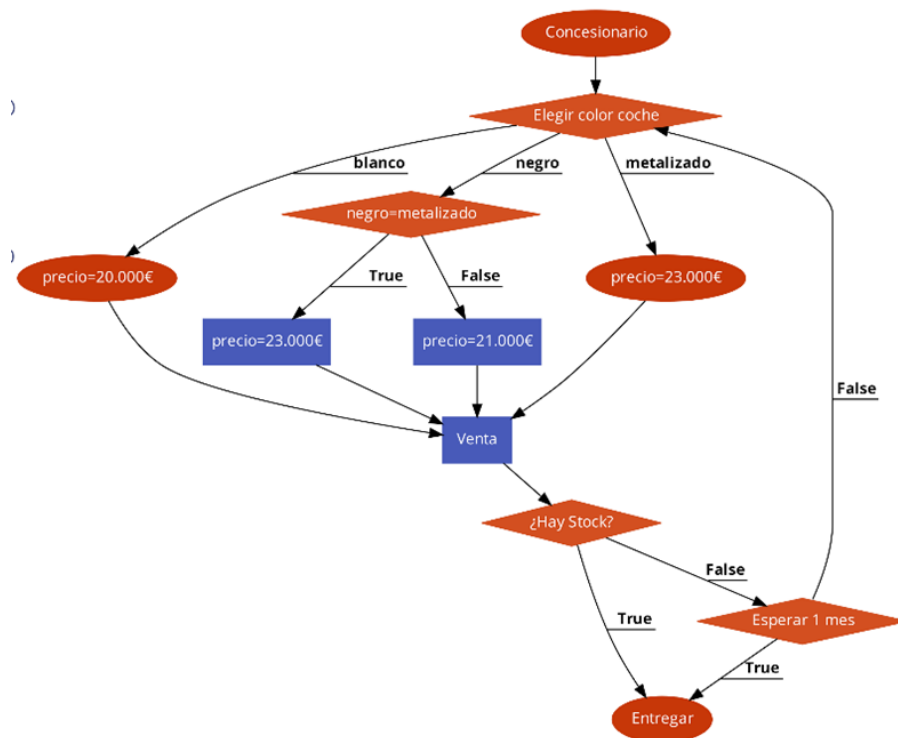 Concesionario
)
Elegir color coche
blanco
negro
metalizado
negro=metalizado
)
True
False
precio=20.000€
precio=23.000€
precio=23.000€
precio=21.000€
False
Venta
¿Hay Stock?
False
True
Esperar 1 mes
True
Entregar